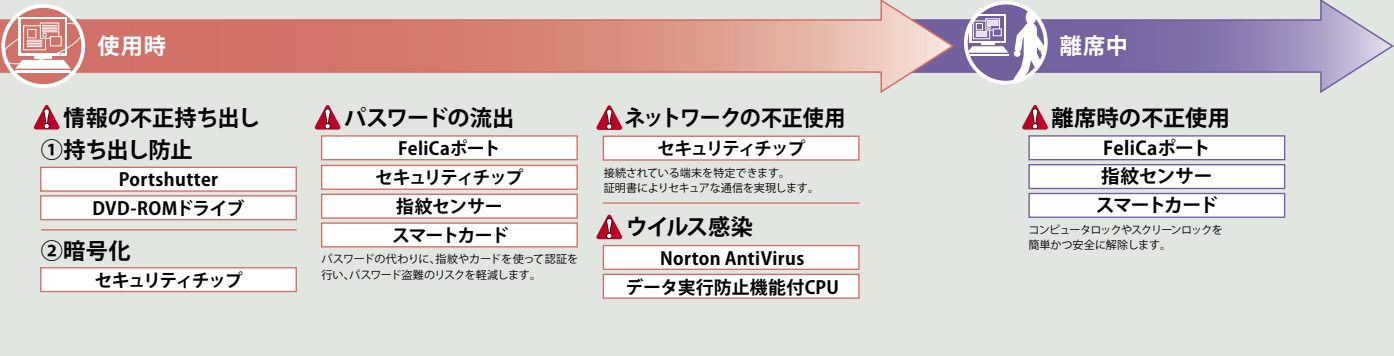 使用時
離席中
情報の不正持ち出し
①持ち出し防止
Portshutter
DVD-ROMドライブ
②暗号化
セキュリティチップ
パスワードの流出
FeliCaポート
セキュリティチップ
指紋センサー
スマートカード
パスワードの代わりに、指紋やカードを使って認証を
行い、パスワード盗難のリスクを軽減します。
ネットワークの不正使用
セキュリティチップ
接続されている端末を特定できます。
証明書によりセキュアな通信を実現します。
ウイルス感染
Norton AntiVirus
データ実行防止機能付CPU
離席時の不正使用
FeliCaポート
指紋センサー
スマートカード
コンピュータロックやスクリーンロックを
簡単かつ安全に解除します。